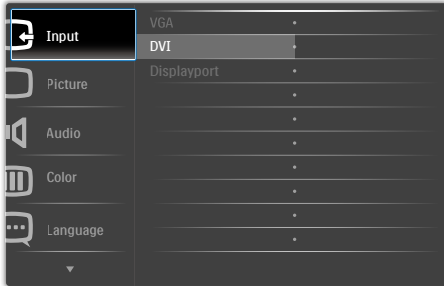 Input
VGA
DVI
Displayport
Picture
Audio
Color
Language